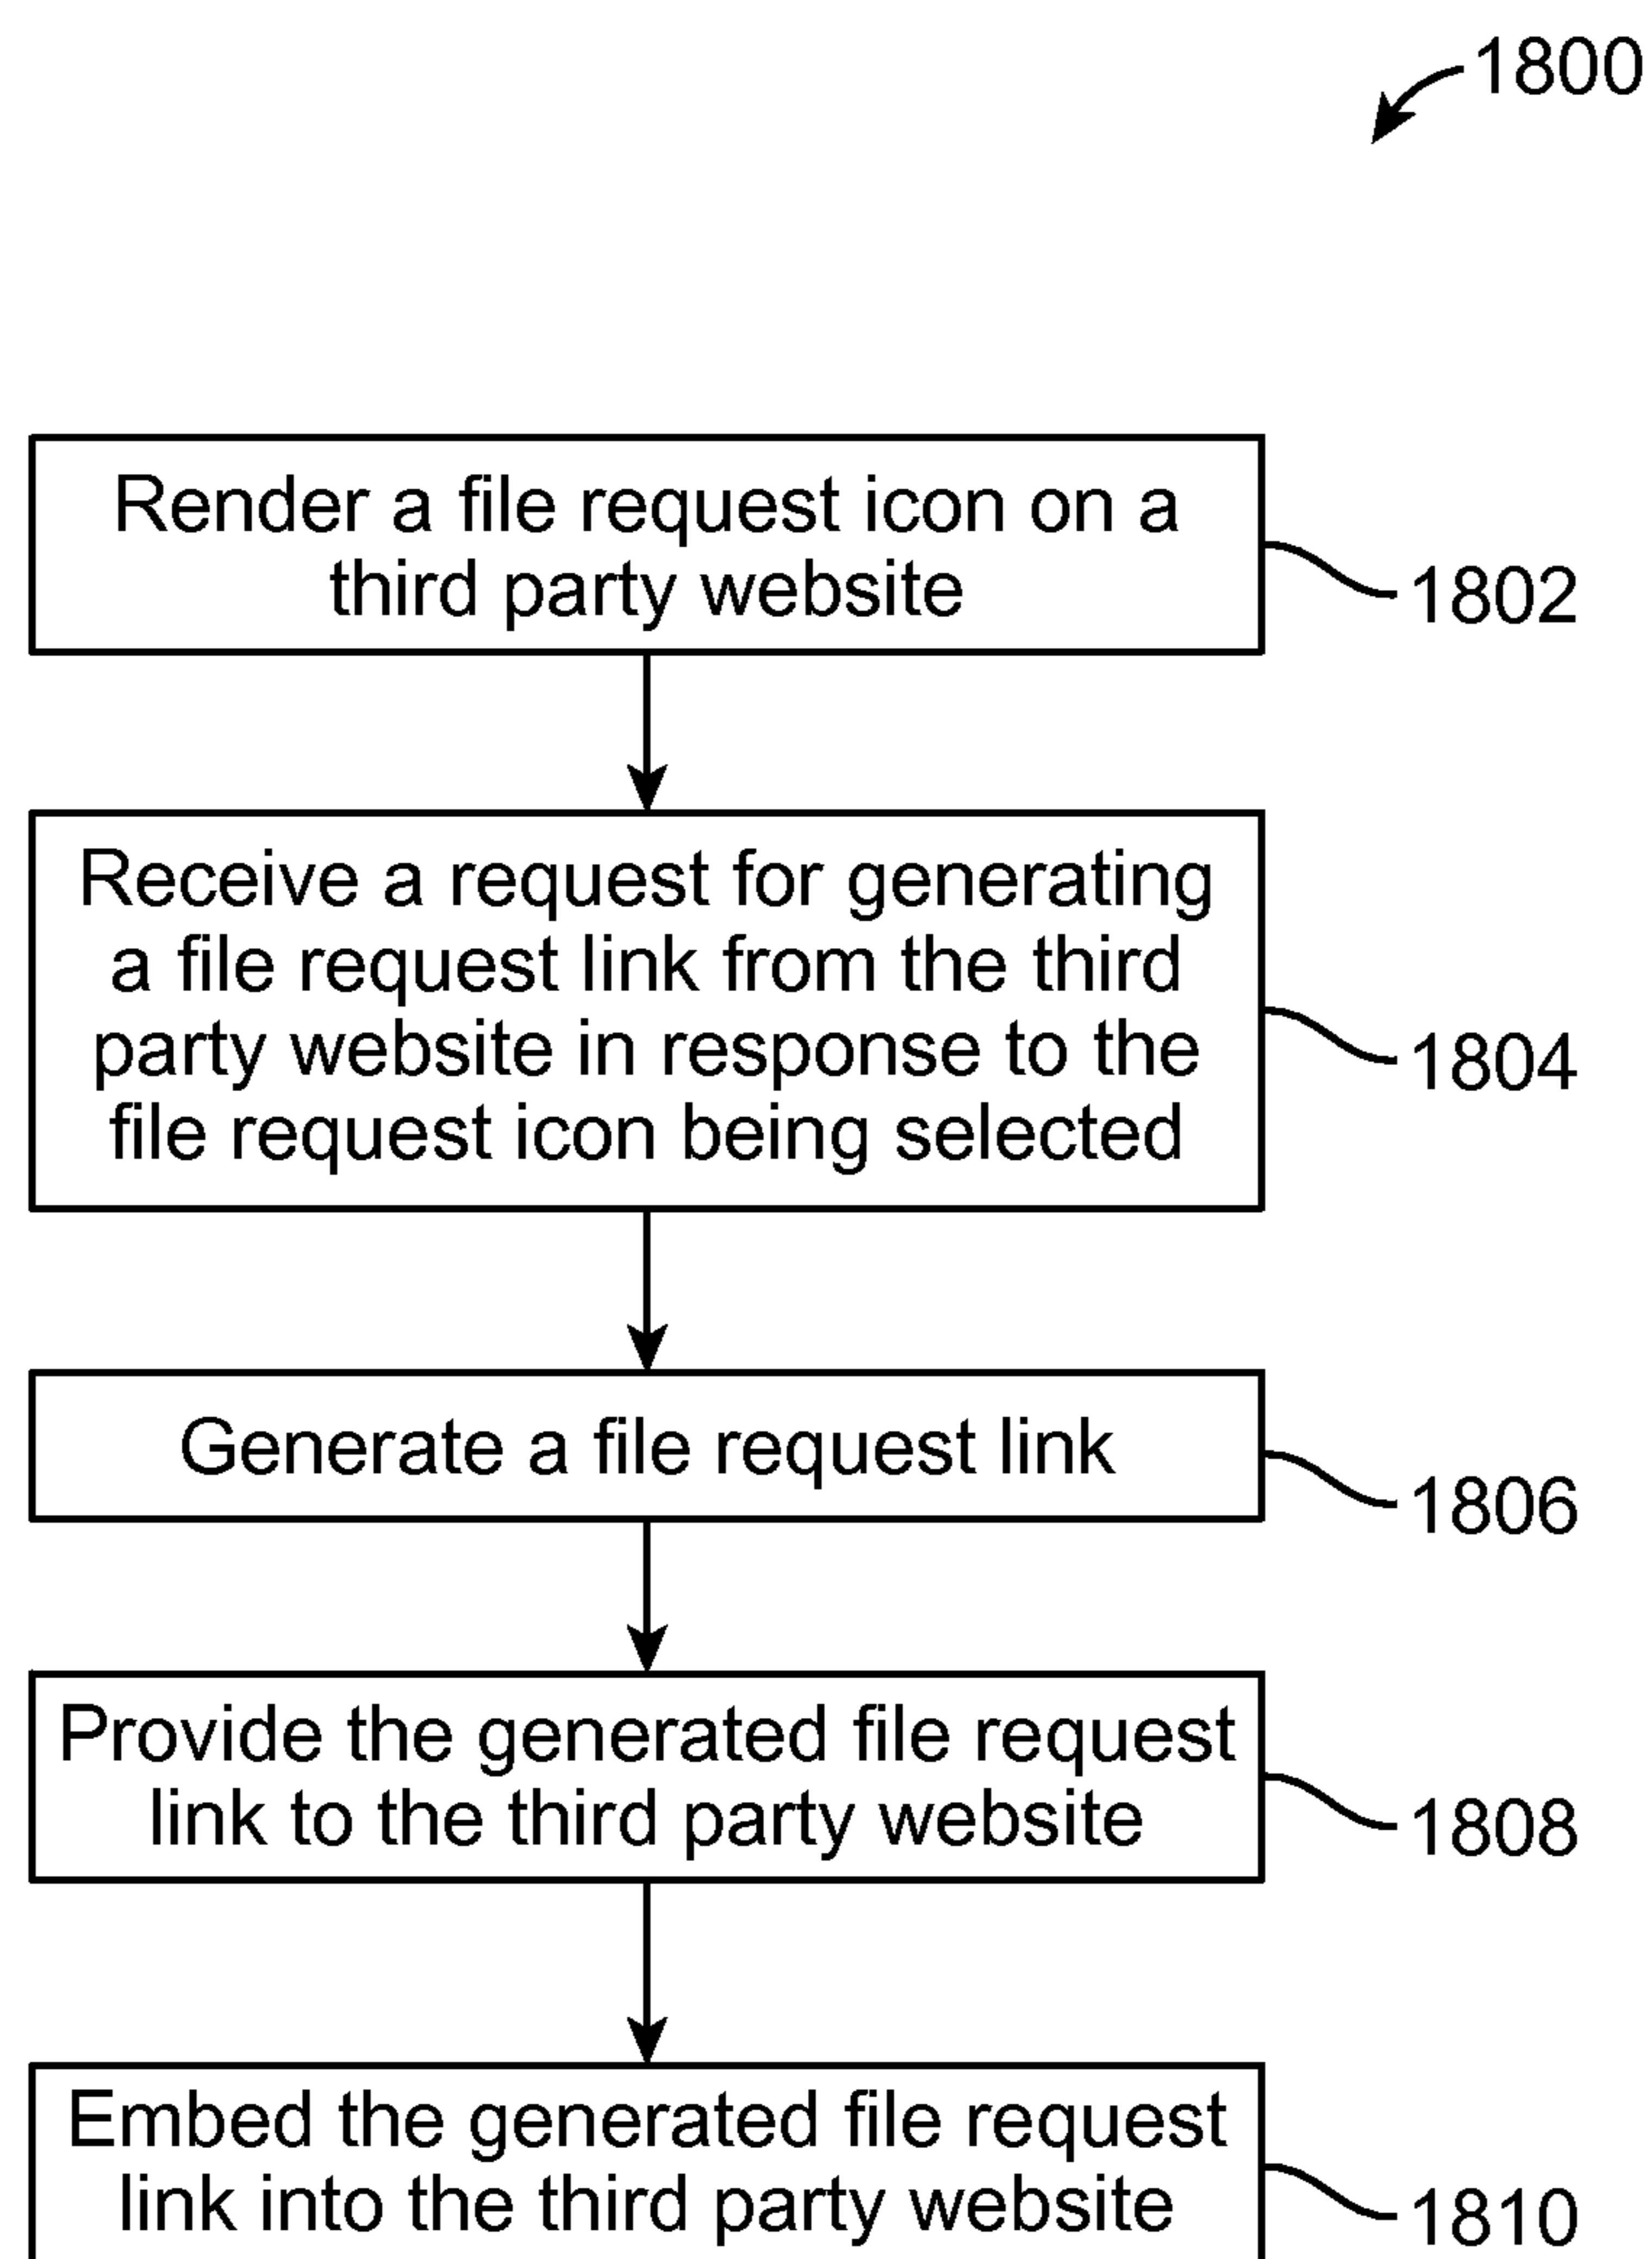 1800
Render a file request icon on a
third party website
1802
Receive a request for generating
a file request link from the third
party website in response to the
file request icon being selected
1804
Generate a file request link
1806
Provide the generated file request
link to the third party website
1808
Embed the generated file request
link into the third party website
1810